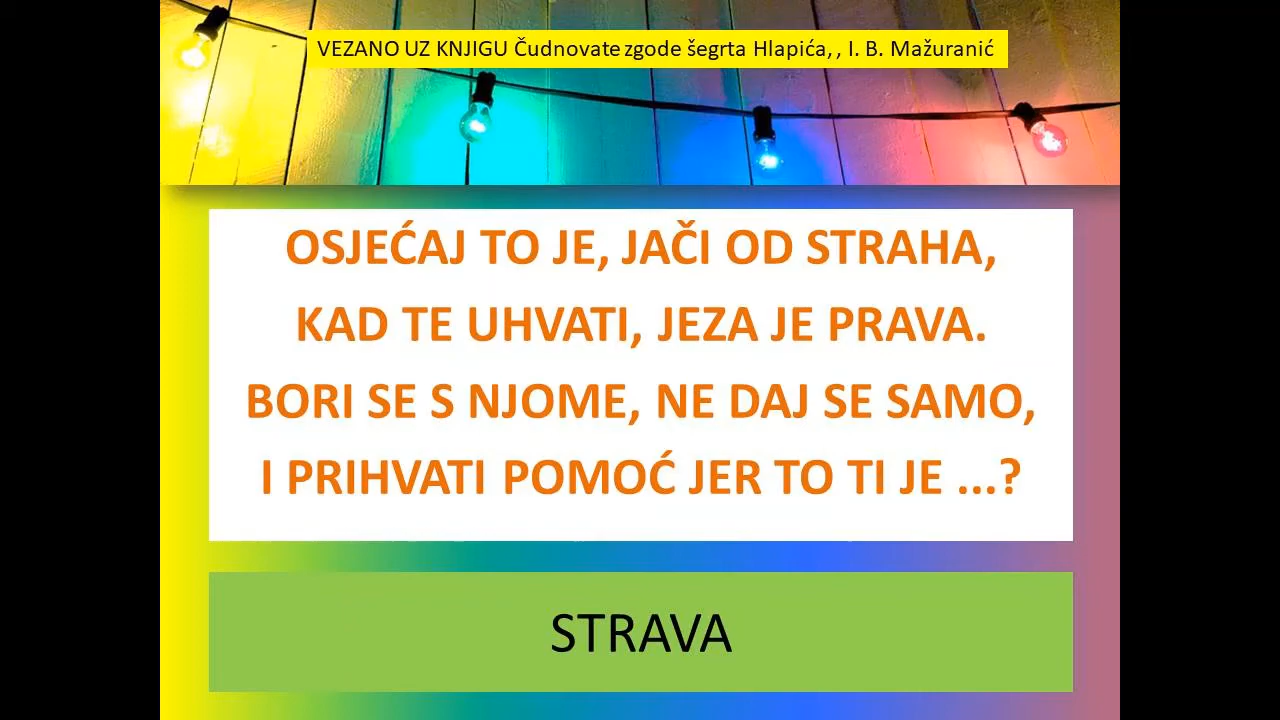 VEZANO UZ KNJIGU Čudnovate zgode šegrta Hlapića, , I. B. Mažuranić
OSJEĆAJ TO JE, JAČI OD STRAHA,
KAD TE UHVATI, JEZA JE PRAVA.
BORI SE S NJOME, NE DAJ SE SAMO,
I PRIHVATI POMOĆ JER TO TI JE ...?
STRAVA